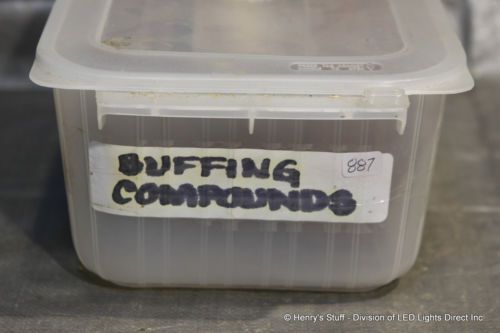 BUFFING
887
COMPOUNDS
© Henry's Stuff - Division of LED Lights Direct Inc